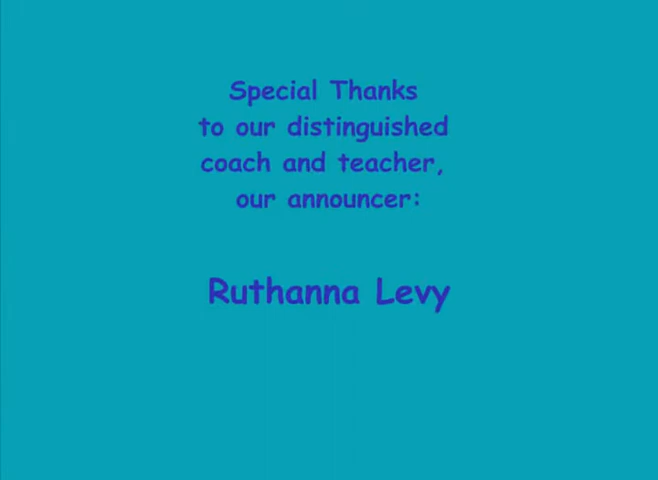 Special Thanks
to our distinguished
coach and teacher,
our announcer:
Ruthanna Levy